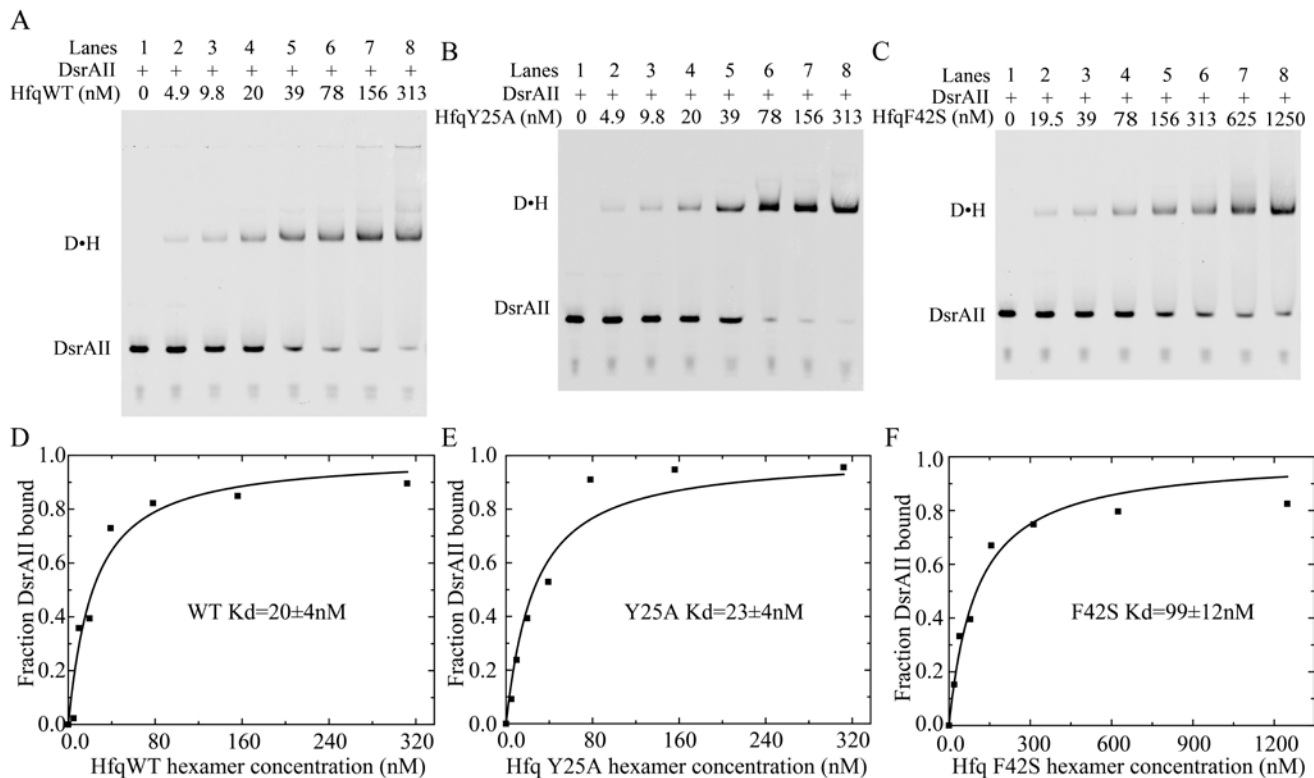 A
Lanes 1 2 3 4 5 6 7 8
DsrAII + + + + + + + +
HfqWT (nM) 0 4.9 9.8 20 39 78 156 313
D•H
DsrAII
B
Lanes 1 2 3 4 5 6 7 8
DsrAII + + + + + + + +
HfqY25A (nM) 0 4.9 9.8 20 39 78 156 313
D•H
DsrAII
C
Lanes 1 2 3 4 5 6 7 8
DsrAII + + + + + + + +
HfqF42S (nM) 0 19.5 39 78 156 313 625 1250
D•H
DsrAII
D
Fraction DsrAII bound
1.0
0.8
0.6
0.4
0.2
0.0
WT Kd=20±4nM
0.0 80 160 240 320
HfqWT hexamer concentration (nM)
E
Fraction DsrAII bound
1.0
0.8
0.6
0.4
0.2
0.0
Y25A Kd=23±4nM
0.0 80 160 240 320
Hfq Y25A hexamer concentration (nM)
F
Fraction DsrAII bound
1.0
0.8
0.6
0.4
0.2
0.0
F42S Kd=99±12nM
0.0 300 600 900 1200
Hfq F42S hexamer concentration (nM)